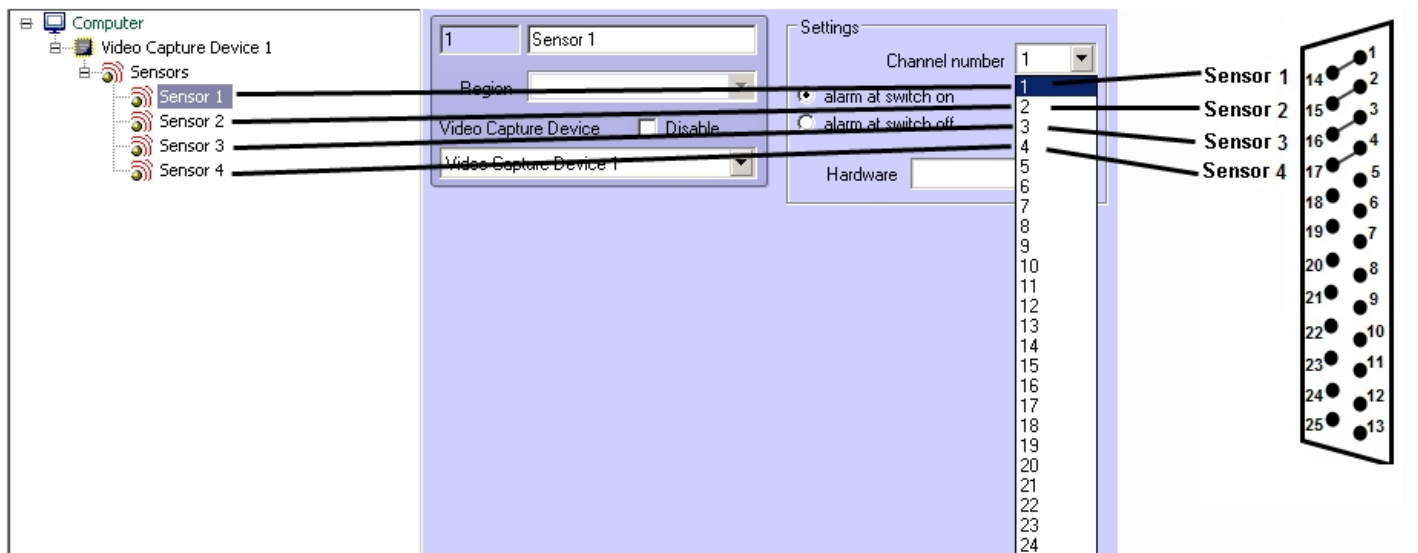 Computer
Video Capture Device 1
Sensors
Sensor 1
Sensor 2
Sensor 3
Sensor 4
1
Sensor 1
Region
Video Capture Device
Disable
Video Capture Device 1
Settings
Channel number
1
alarm at switch on
alarm at switch off
Hardware
1
2
3
4
5
6
7
8
9
10
11
12
13
14
15
16
17
18
19
20
21
22
23
24
Sensor 1
Sensor 2
Sensor 3
Sensor 4
1
14
2
15
3
16
4
17
5
18
6
19
7
20
8
21
9
22
10
23
11
24
12
25
13